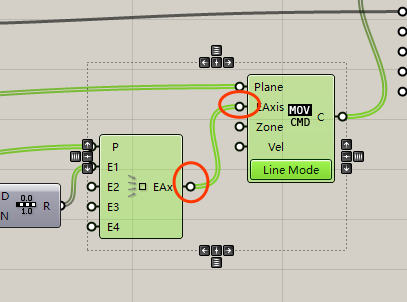 Plane
EAxis
MOV
CMD
C
Zone
Vel
Line Mode
P
E1
E2
EAx
E3
E4
D
N
0.0
1.0
R